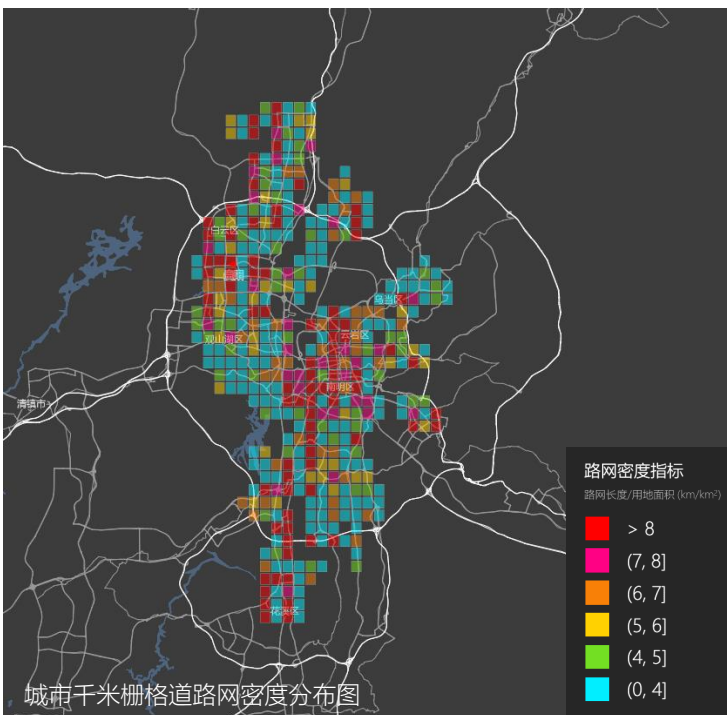 白云区
贵阳
乌当区
云岩区
观山湖区
南明区
清镇市
花溪区
路网密度指标
路网长度/用地面积 (km/km²)
> 8
(7, 8]
(6, 7]
(5, 6]
(4, 5]
(0, 4]
城市千米栅格道路网密度分布图